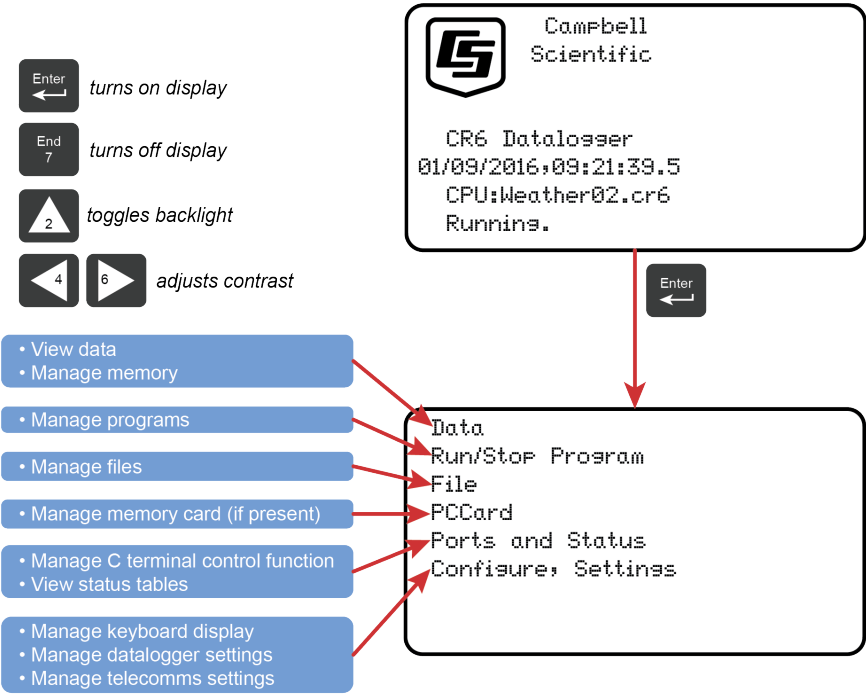 Enter
turns on display
End
7
turns off display
2
toggles backlight
4
6
adjusts contrast
Campbell
Scientific
CR6 Datalogger
01/09/2016,09:21:39.5
CPU:Weather02.cr6
Running.
Enter
• View data
• Manage memory
• Manage programs
• Manage files
• Manage memory card (if present)
• Manage C terminal control function
• View status tables
• Manage keyboard display
• Manage datalogger settings
• Manage telecomms settings
Data
Run/Stop Program
File
PCCard
Ports and Status
Configure, Settings